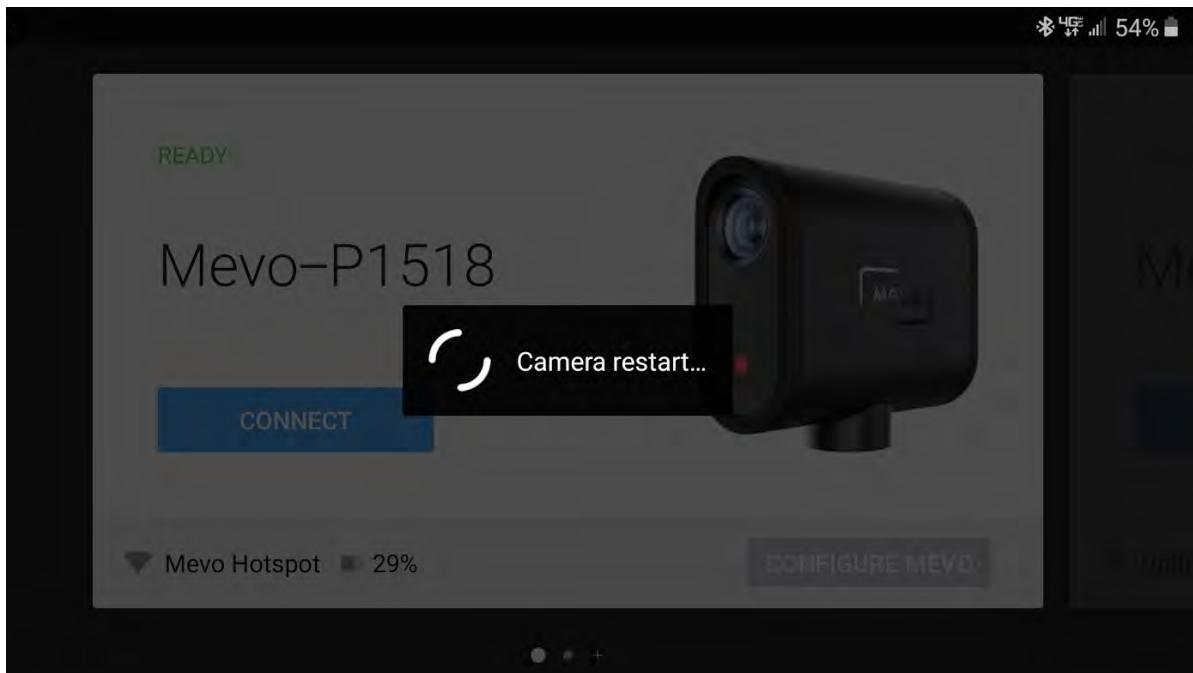 54%
READY
Mevo–P1518
Camera restart...
CONNECT
Mevo Hotspot 29%
CONFIGURE MEVO